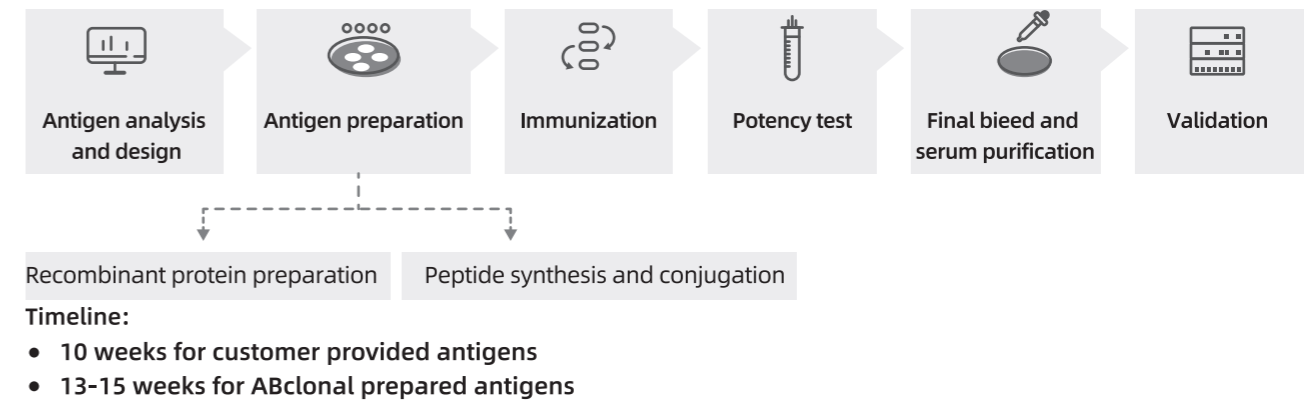 Antigen analysis
and design
Antigen preparation
Immunization
Potency test
Final bieed and
serum purification
Validation
Recombinant protein preparation
Peptide synthesis and conjugation
Timeline:
• 10 weeks for customer provided antigens
• 13-15 weeks for ABclonal prepared antigens